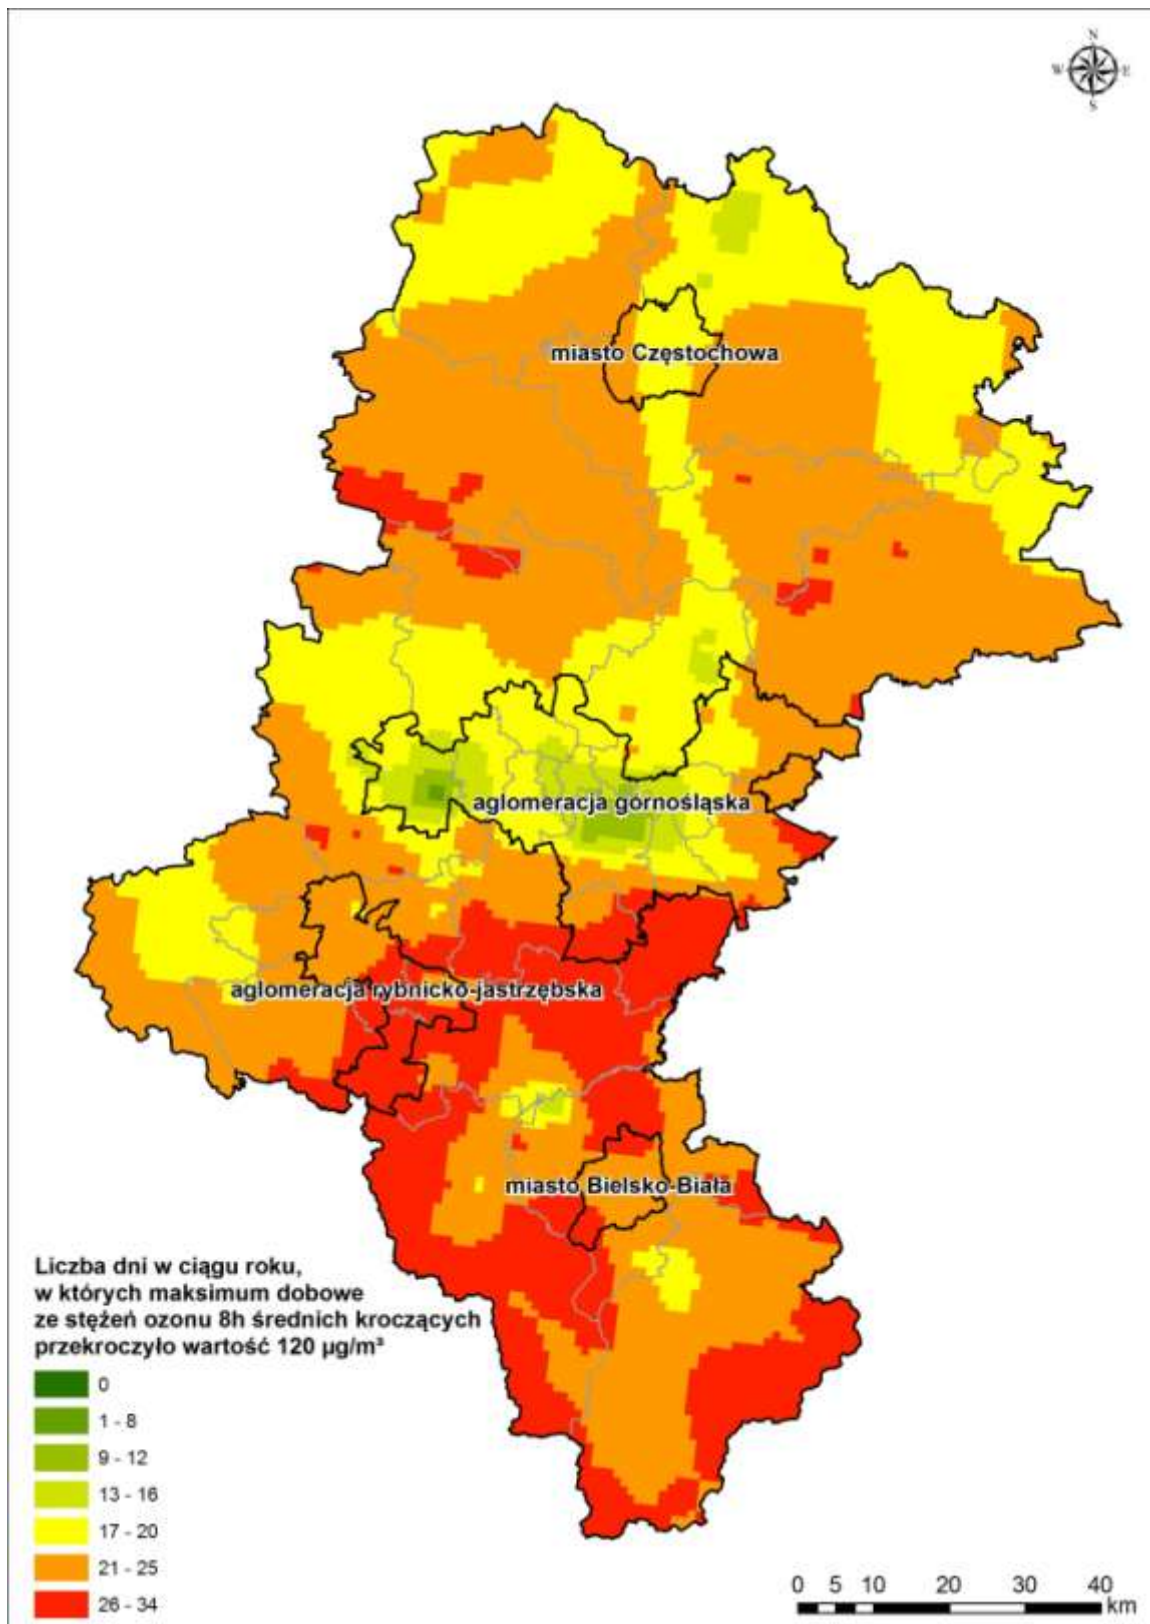 N
W E
S
miasto Częstochowa
aglomeracja górnośląska
aglomeracja rybnicko-jastrzębska
miasto Bielsko-Biała
Liczba dni w ciągu roku,
w których maksimum dobowe
ze stężeń ozonu 8h średnich kroczących
przekroczyło wartość 120 µg/m³
0
1 - 8
9 - 12
13 - 16
17 - 20
21 - 25
26 - 34
0 5 10 20 30 40
km